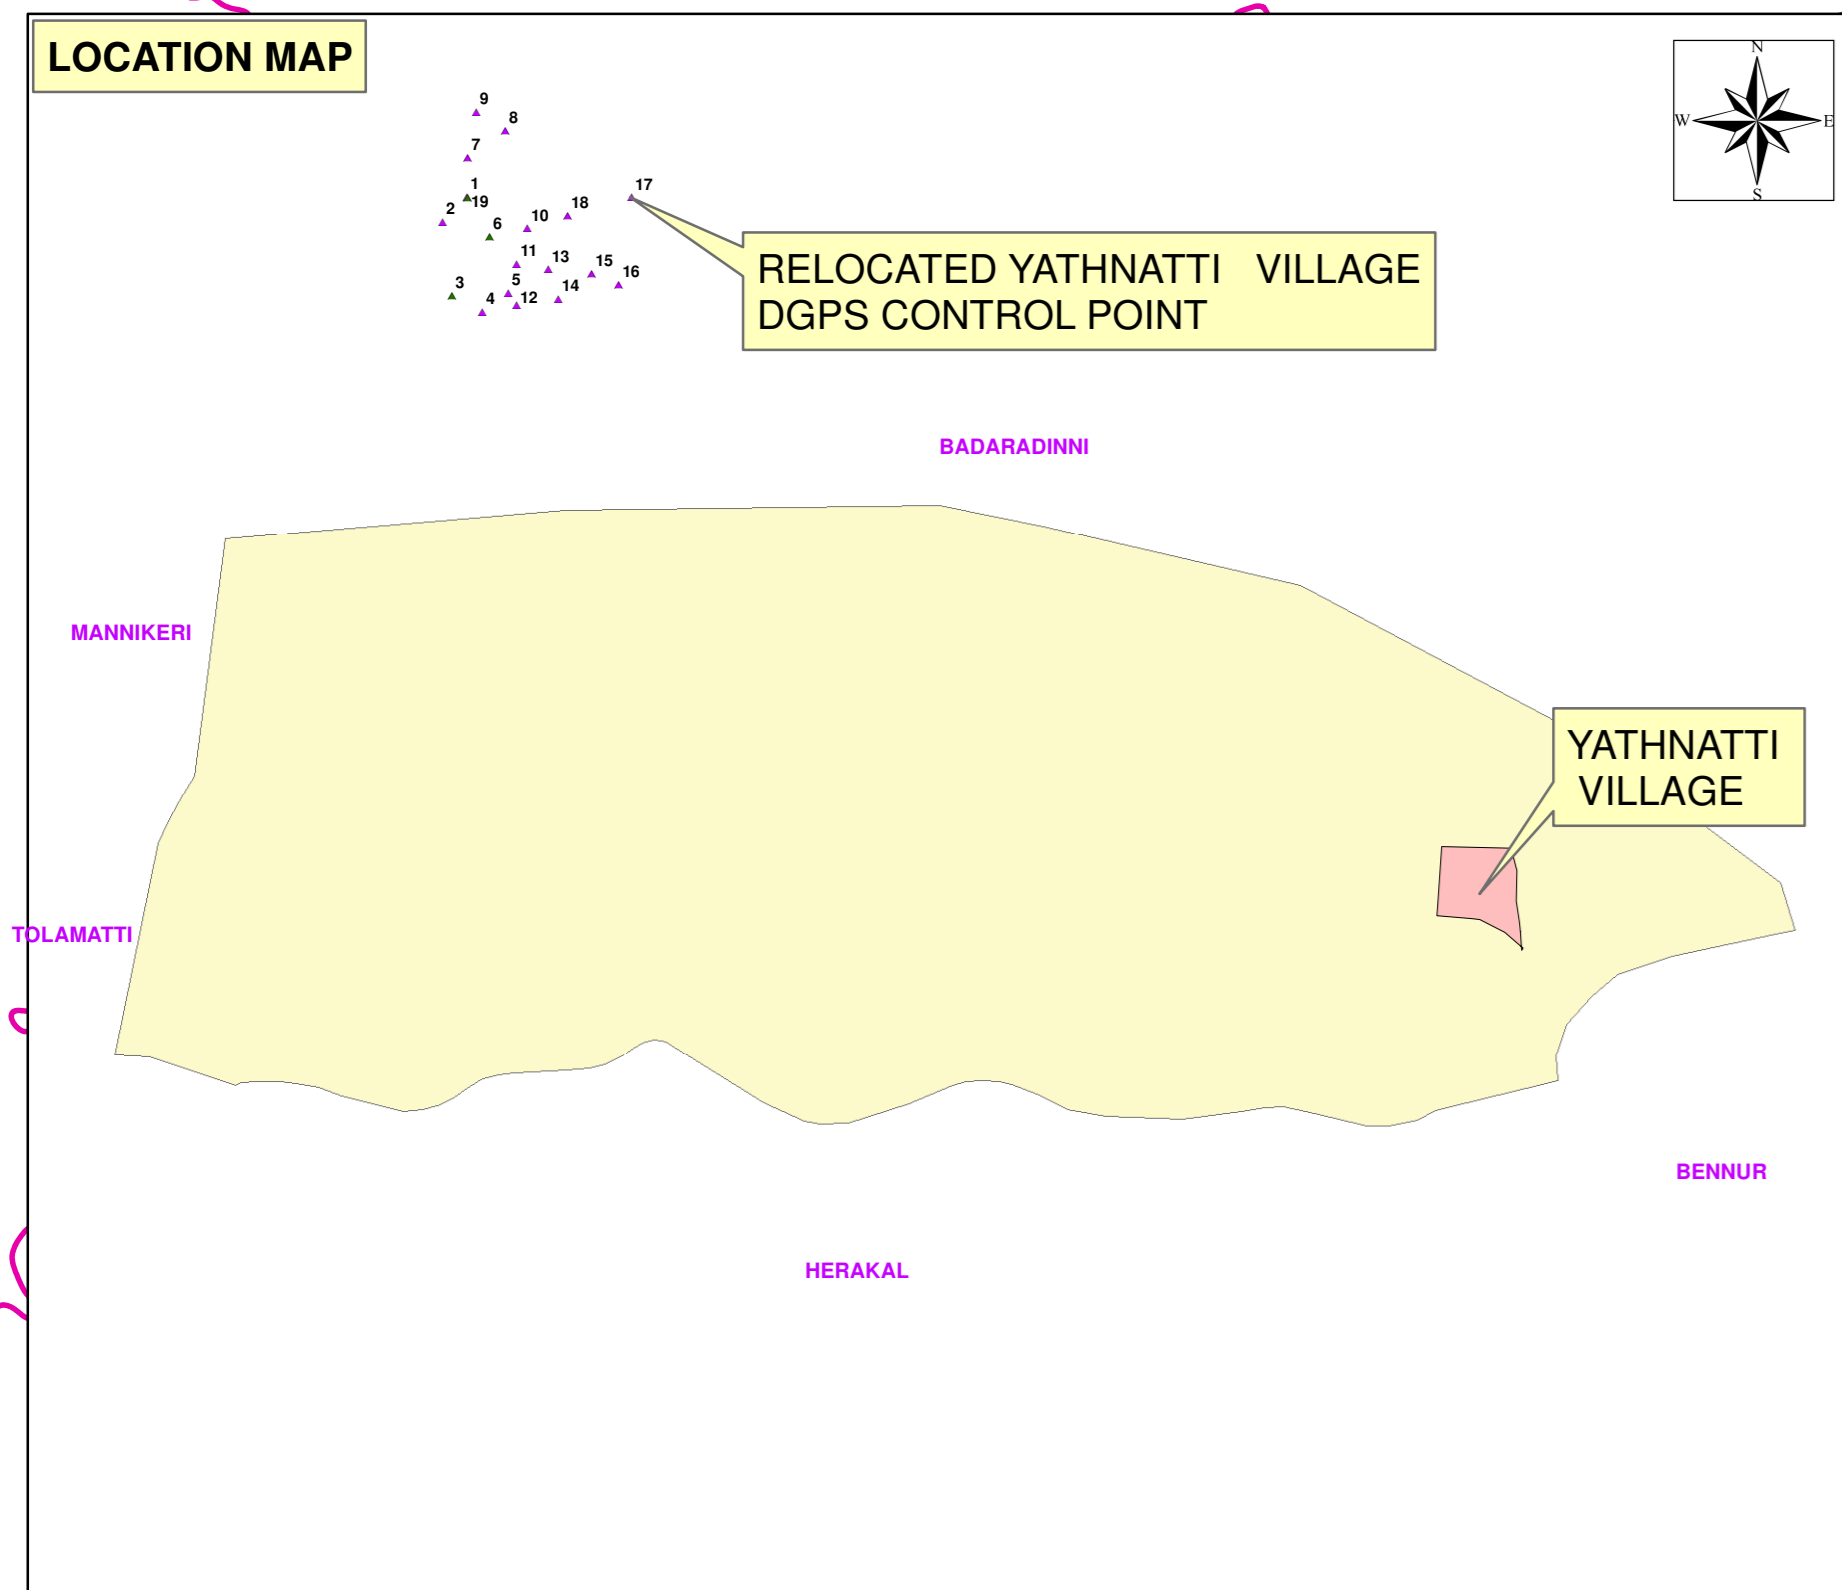 LOCATION MAP
N
W E
S
9
8
7
1
19
2
6
10
18
17
11
13
15
16
3
4
5
12
14
RELOCATED YATHNATTI VILLAGE
DGPS CONTROL POINT
BADARADINNI
MANNIKERI
YATHNATTI
VILLAGE
TOLAMATTI
BENNUR
HERAKAL